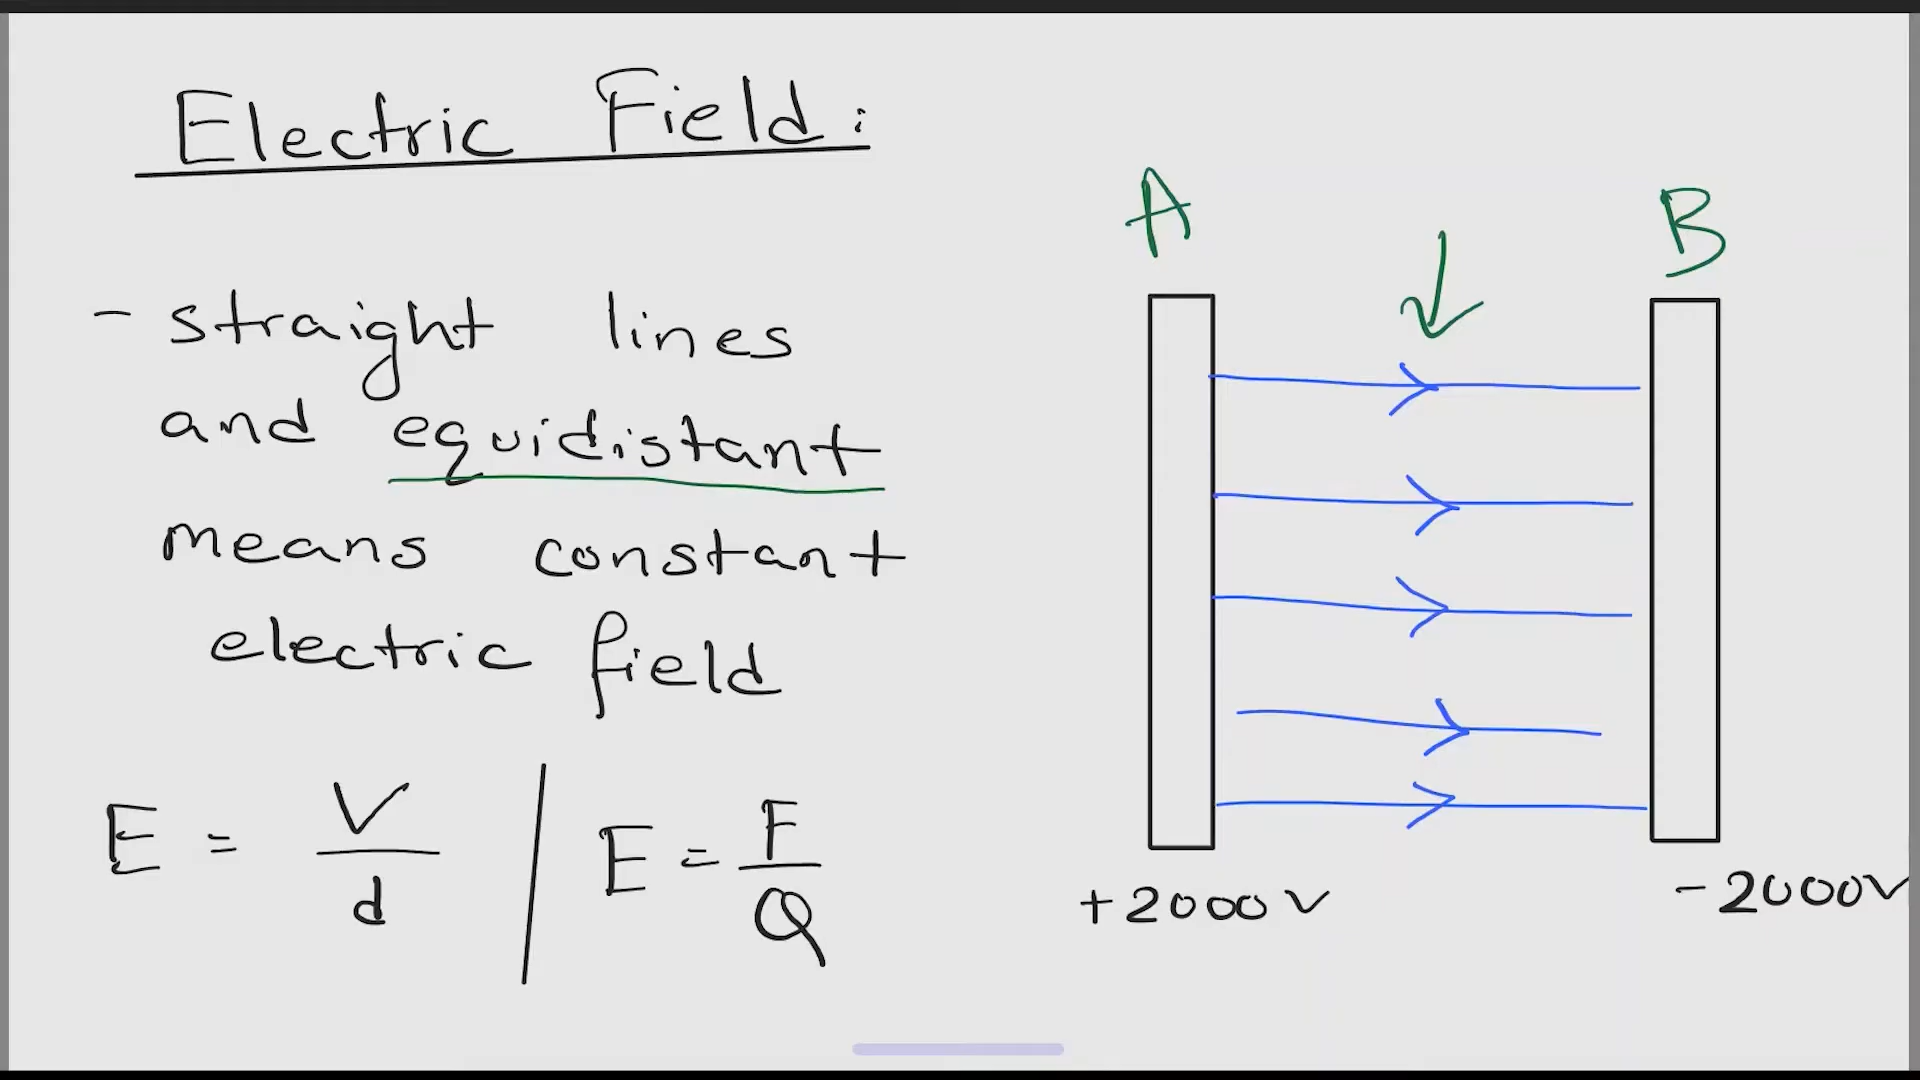 Electric Field:
- straight lines
and equidistant
means constant
electric field
E = V/d | E = F/Q
A
B
+2000V
-2000V